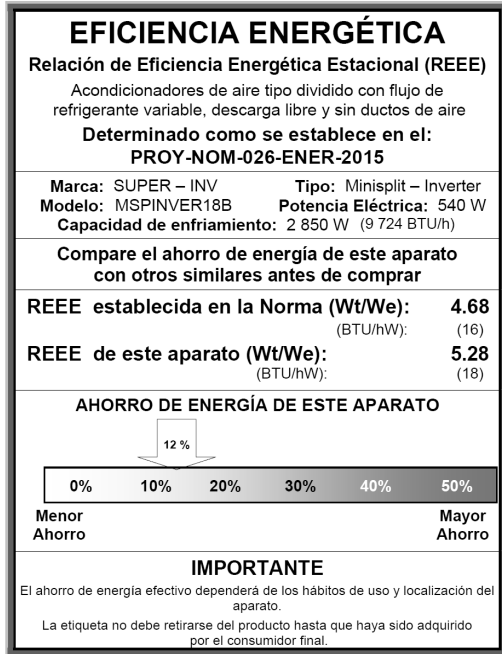 EFICIENCIA ENERGÉTICA
Relación de Eficiencia Energética Estacional (REEE)
Acondicionadores de aire tipo dividido con flujo de
refrigerante variable, descarga libre y sin ductos de aire
Determinado como se establece en el:
PROY-NOM-026-ENER-2015
Marca: SUPER – INV Tipo: Minisplit – Inverter
Modelo: MSPINVER18B Potencia Eléctrica: 540 W
Capacidad de enfriamiento: 2 850 W (9 724 BTU/h)
Compare el ahorro de energía de este aparato
con otros similares antes de comprar
REEE establecida en la Norma (Wt/We): 4.68
(BTU/hW): (16)
REEE de este aparato (Wt/We): 5.28
(BTU/hW): (18)
AHORRO DE ENERGÍA DE ESTE APARATO
12 %
0% 10% 20% 30% 40% 50%
Menor Mayor
Ahorro Ahorro
IMPORTANTE
El ahorro de energía efectivo dependerá de los hábitos de uso y localización del
aparato.
La etiqueta no debe retirarse del producto hasta que haya sido adquirido
por el consumidor final.